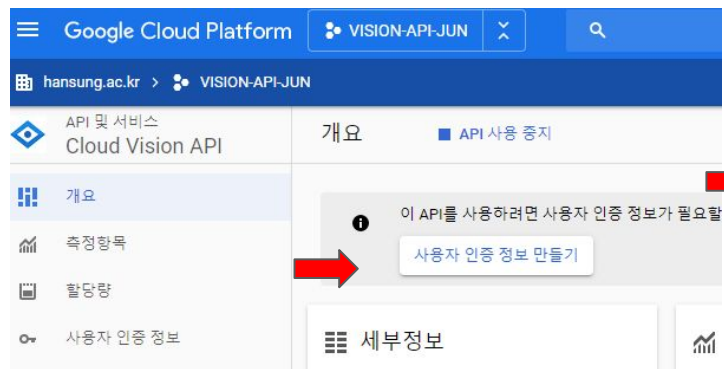 Google Cloud Platform
VISION-API-JUN
hansung.ac.kr > VISION-API-JUN
API 및 서비스
Cloud Vision API
개요
API 사용 중지
개요
측정항목
할당량
사용자 인증 정보
이 API를 사용하려면 사용자 인증 정보가 필요할
사용자 인증 정보 만들기
세부정보